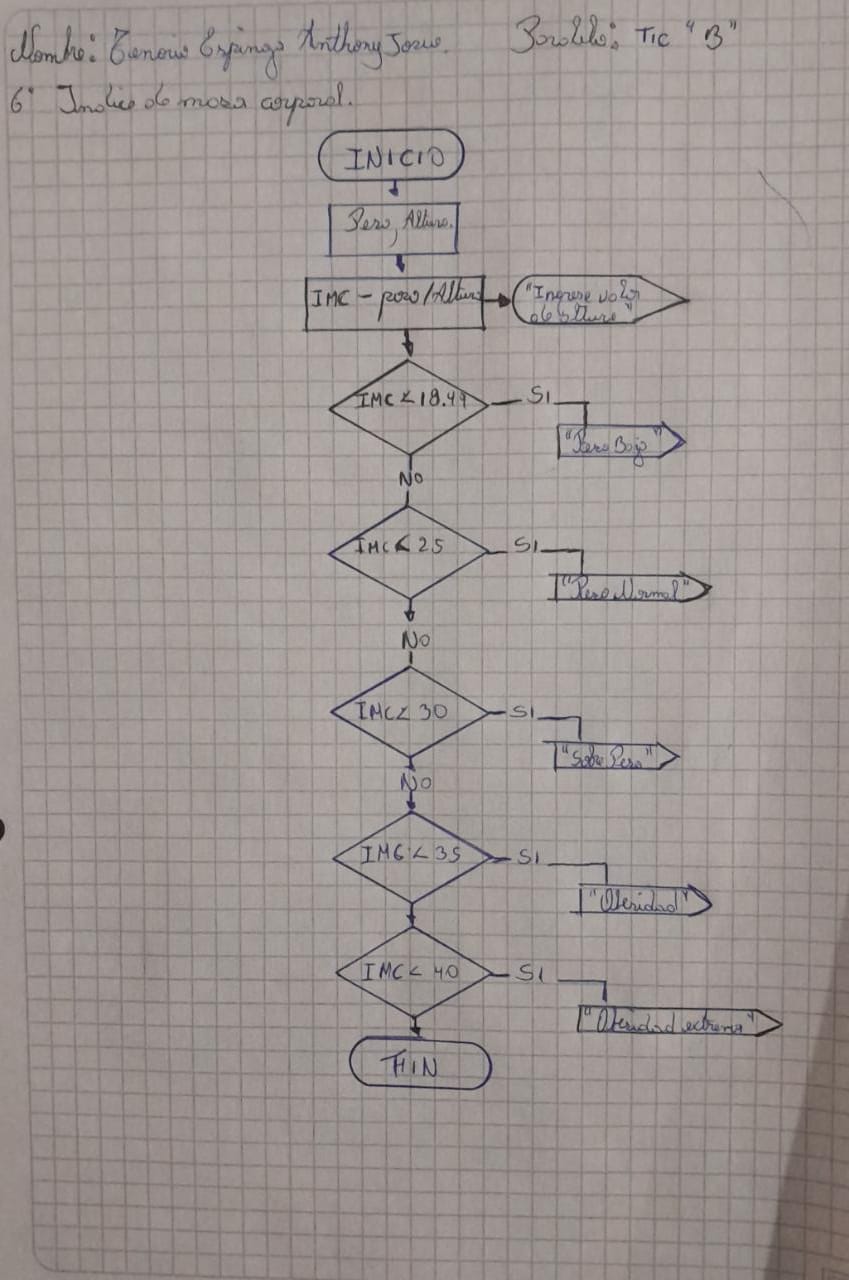 Nombre: Tenorio Espingo Anthony Josue. Paralelo: TIC "B"
6° Indice de masa corporal.
INICIO
Peso, Altura.
IMC - peso/Altura
"Ingrese valor
de altura"
IMC < 18.49
SI
"Peso Bajo"
NO
IMC < 25
SI
"Peso Normal"
NO
IMC < 30
SI
"Sobre Peso"
NO
IMC < 35
SI
"Obesidad"
IMC < 40
SI
"Obesidad extrema"
FIN